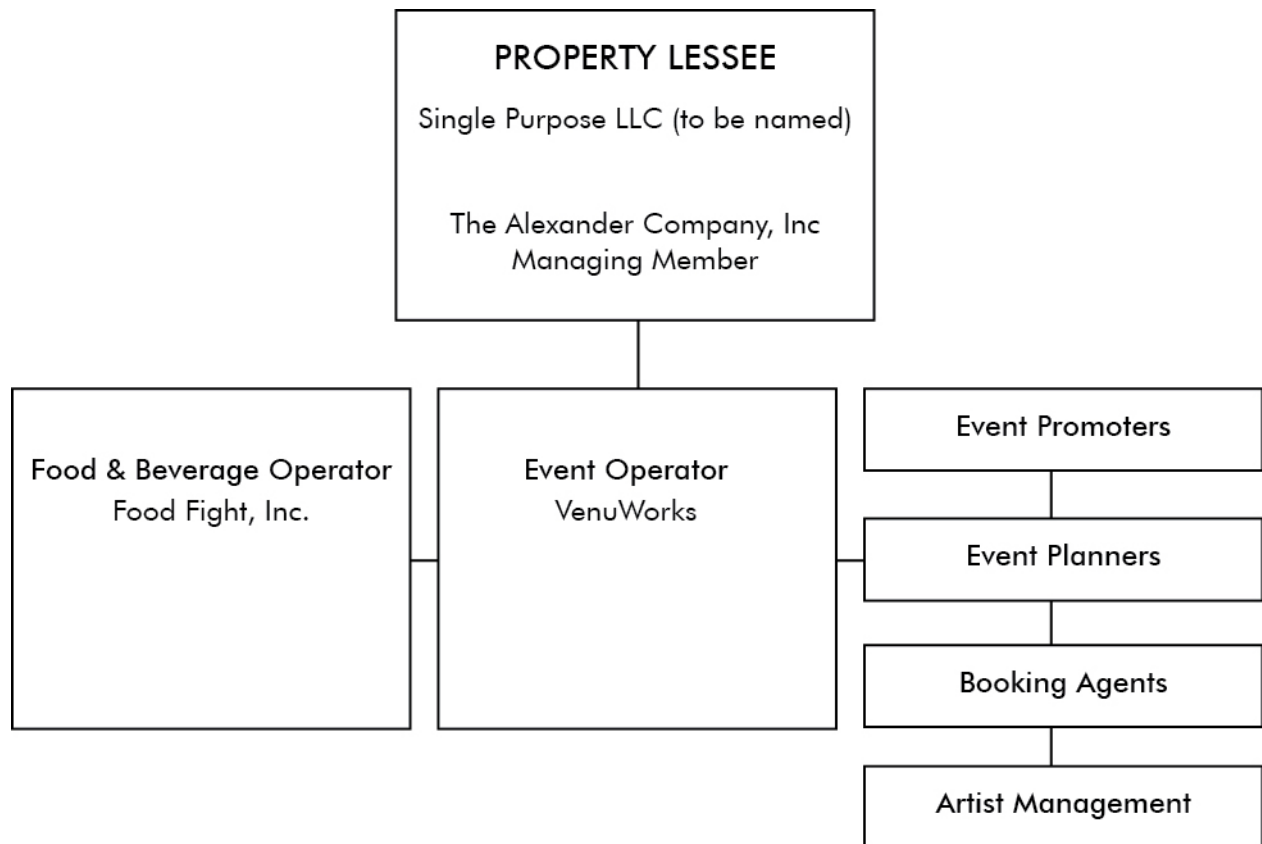 PROPERTY LESSEE
Single Purpose LLC (to be named)
The Alexander Company, Inc
Managing Member
Food & Beverage Operator
Food Fight, Inc.
Event Operator
VenuWorks
Event Promoters
Event Planners
Booking Agents
Artist Management